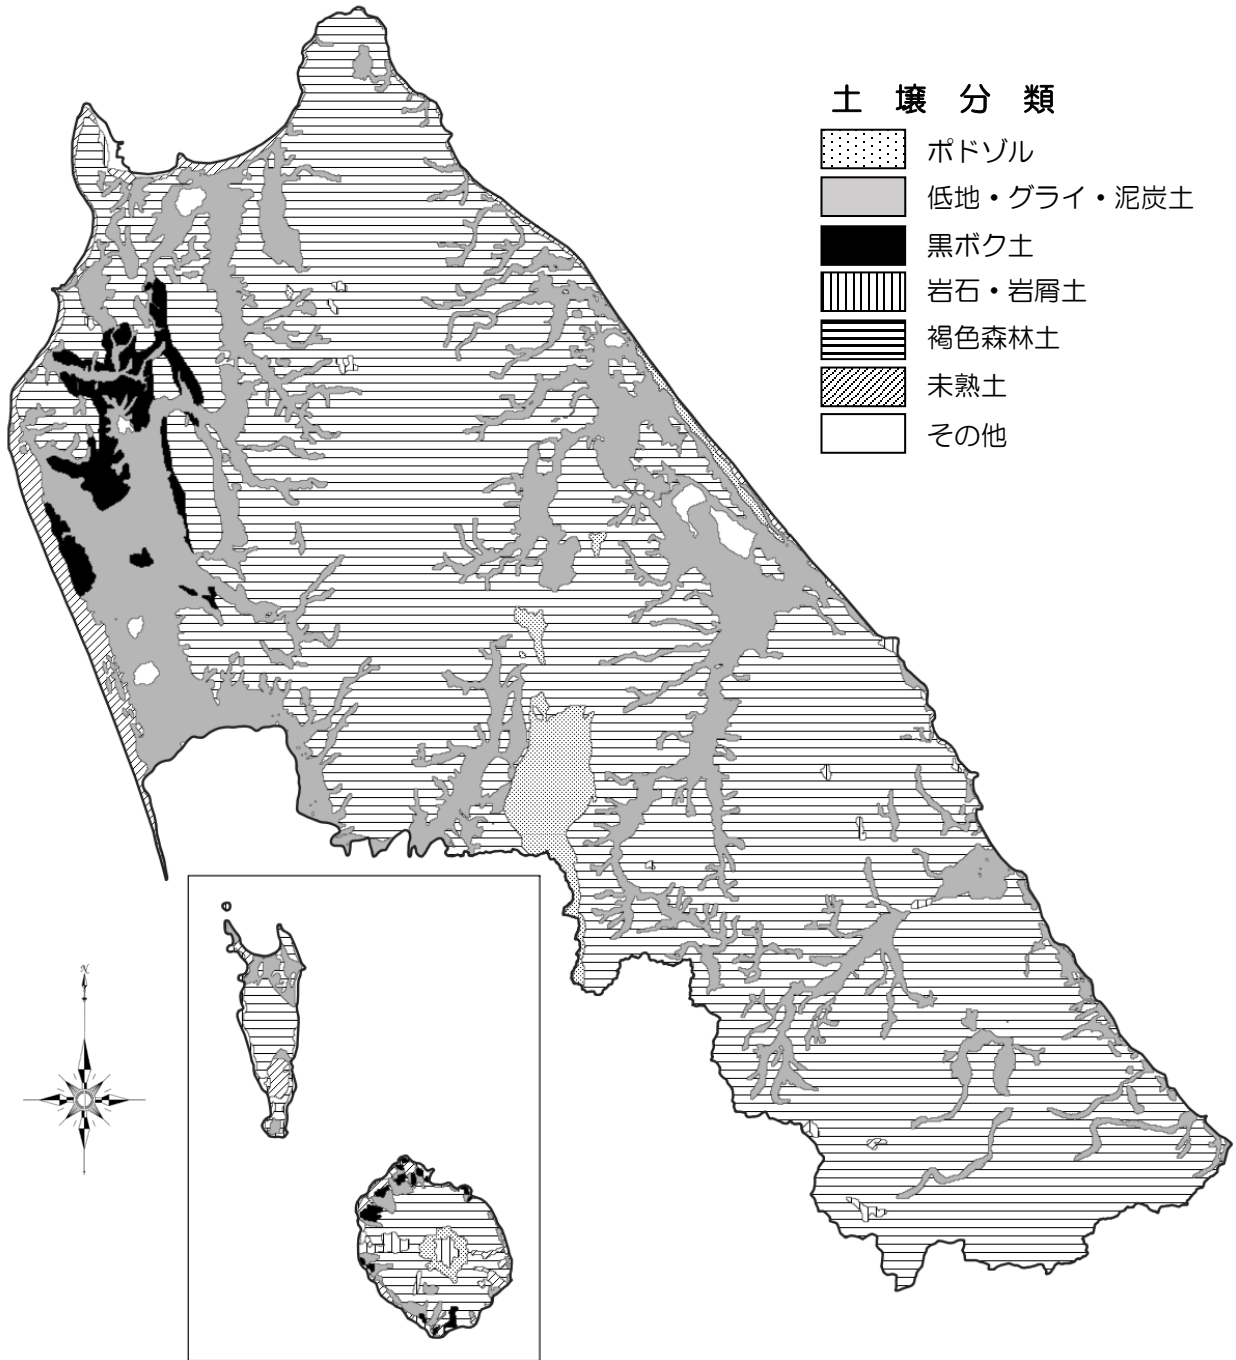 土壌分類
ポドゾル
低地・グライ・泥炭土
黒ボク土
岩石・岩屑土
褐色森林土
未熟土
その他
N